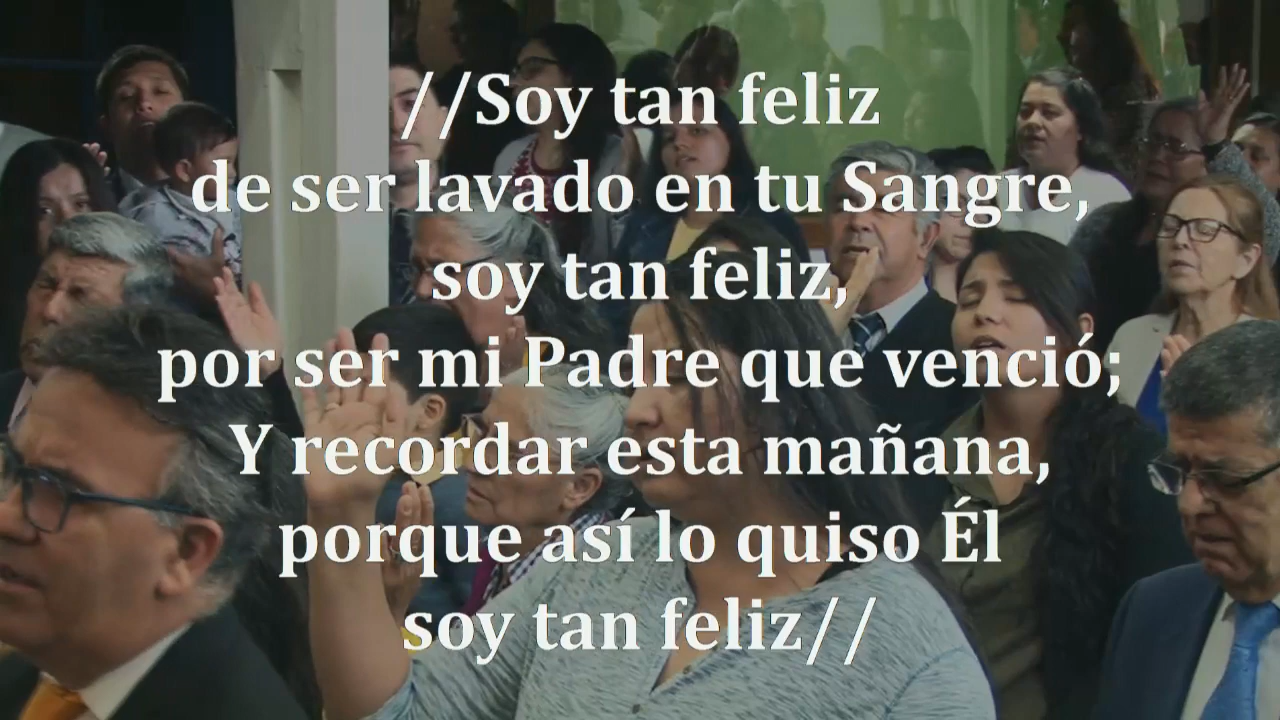 //Soy tan feliz
de ser lavado en tu Sangre,
soy tan feliz,
por ser mi Padre que venció;
Y recordar esta mañana,
porque así lo quiso Él
soy tan feliz//